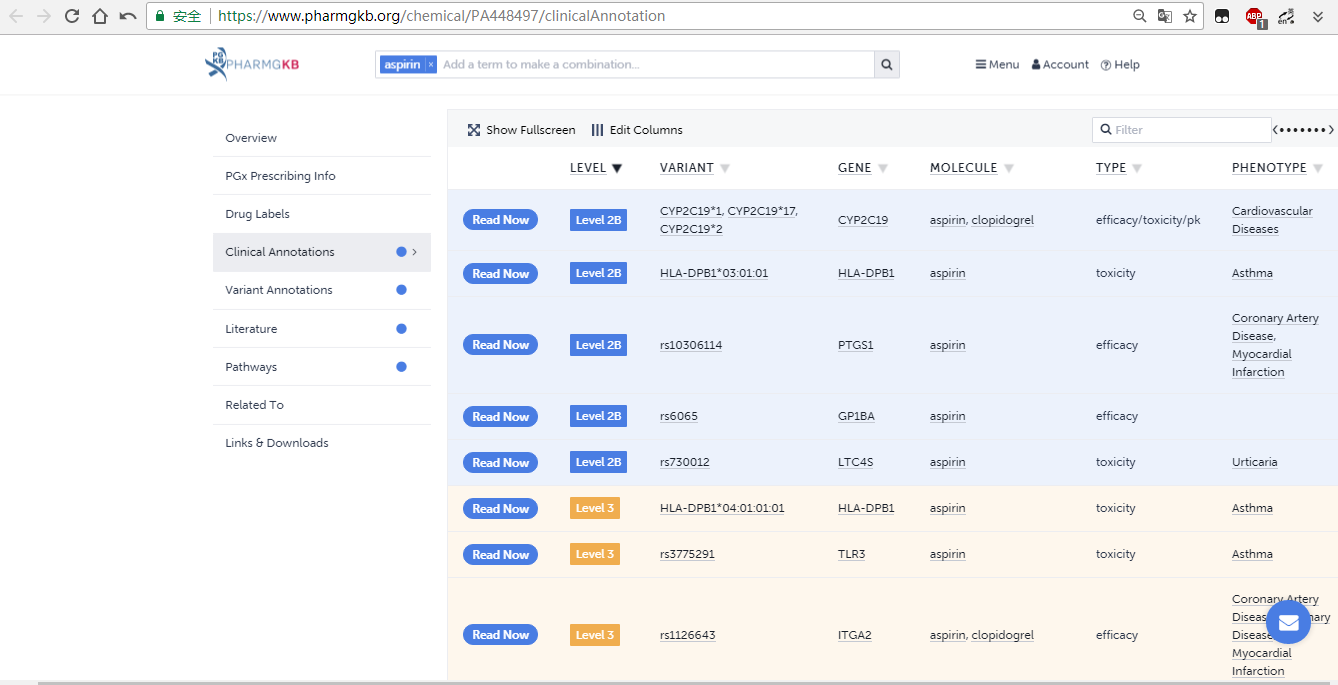 安全 https://www.pharmgkb.org/chemical/PA448497/clinicalAnnotation
ABP 1 en
PG KB PHARMGKB aspirin × Add a term to make a combination... Menu Account Help
Overview
PGx Prescribing Info
Drug Labels
Clinical Annotations
Variant Annotations
Literature
Pathways
Related To
Links & Downloads
Show Fullscreen Edit Columns Filter
LEVEL VARIANT GENE MOLECULE TYPE PHENOTYPE
Read Now Level 2B CYP2C19*1, CYP2C19*17, CYP2C19 aspirin, clopidogrel efficacy/toxicity/pk Cardiovascular
CYP2C19*2 Diseases
Read Now Level 2B HLA-DPB1*03:01:01 HLA-DPB1 aspirin toxicity Asthma
Read Now Level 2B rs10306114 PTGS1 aspirin efficacy Coronary Artery
Disease,
Myocardial
Infarction
Read Now Level 2B rs6065 GP1BA aspirin efficacy
Read Now Level 2B rs730012 LTC4S aspirin toxicity Urticaria
Read Now Level 3 HLA-DPB1*04:01:01:01 HLA-DPB1 aspirin toxicity Asthma
Read Now Level 3 rs3775291 TLR3 aspirin toxicity Asthma
Read Now Level 3 rs1126643 ITGA2 aspirin, clopidogrel efficacy Coronary Artery
Disease
Myocardial
Infarction